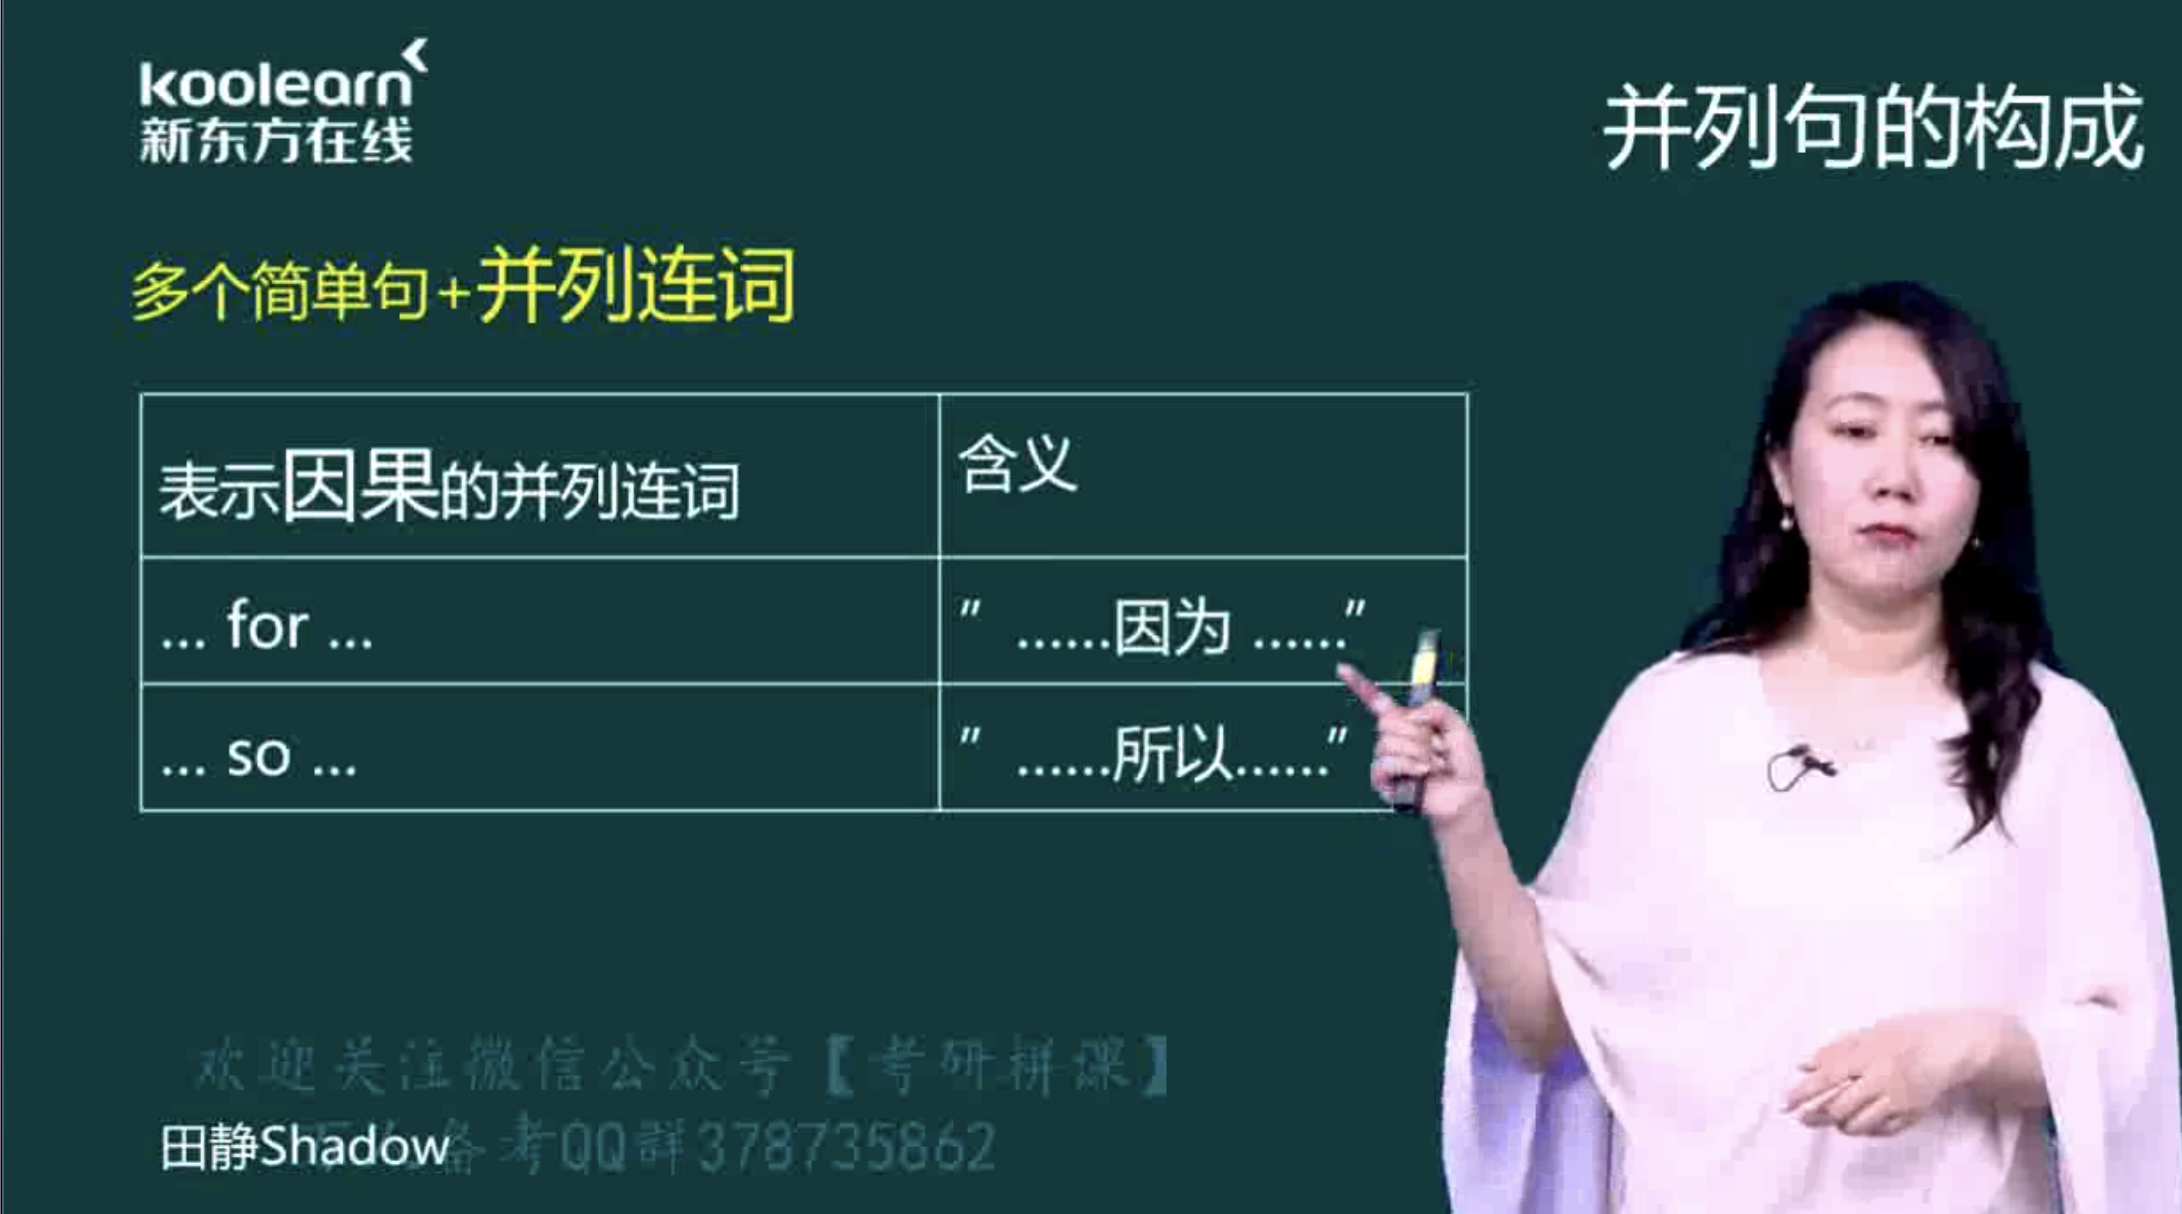 koolearn
新东方在线
并列句的构成
多个简单句+并列连词
表示因果的并列连词 含义
... for ... "......因为 ......"
... so ... "......所以......"
欢迎关注微信公众号【考研拼课】
田静Shadow
备考QQ群378735862